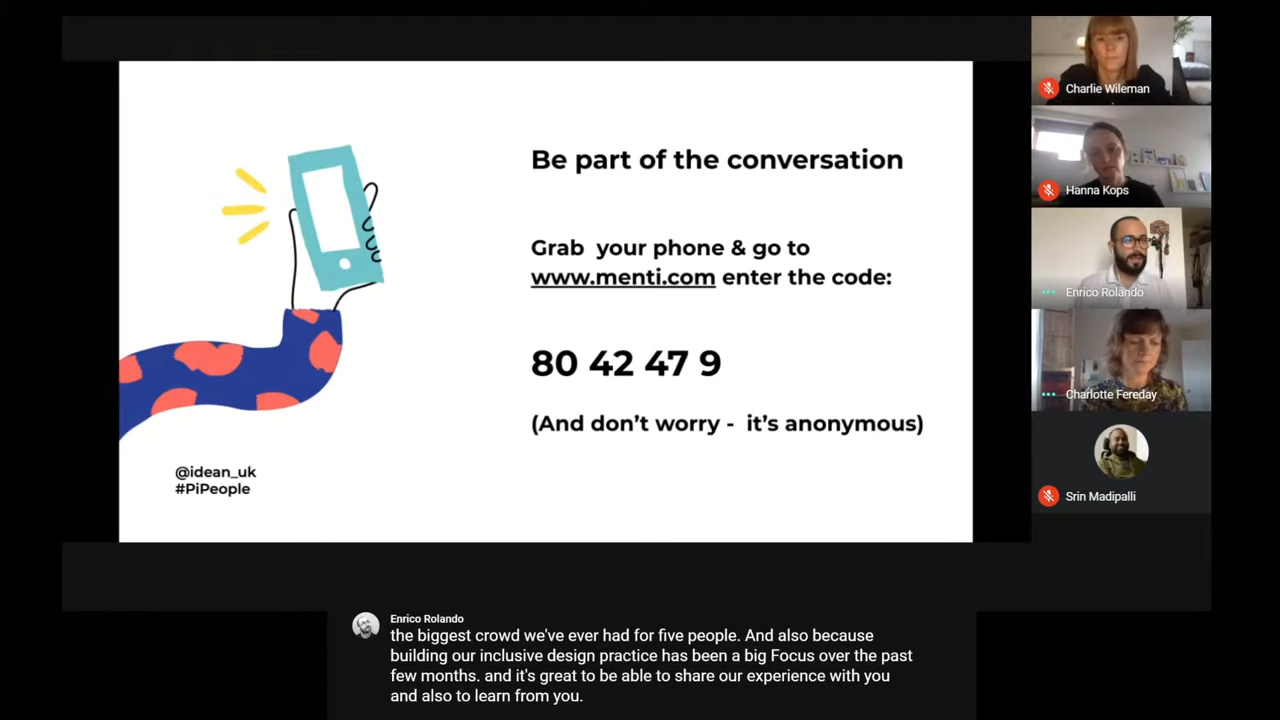 Be part of the conversation
Grab your phone & go to
www.menti.com enter the code:
80 42 47 9
(And don't worry - it's anonymous)
@idean_uk
#PiPeople
Charlie Wileman
Hanna Kops
Enrico Rolando
Charlotte Fereday
Srin Madipalli
Enrico Rolando
the biggest crowd we've ever had for five people. And also because
building our inclusive design practice has been a big Focus over the past
few months. and it's great to be able to share our experience with you
and also to learn from you.